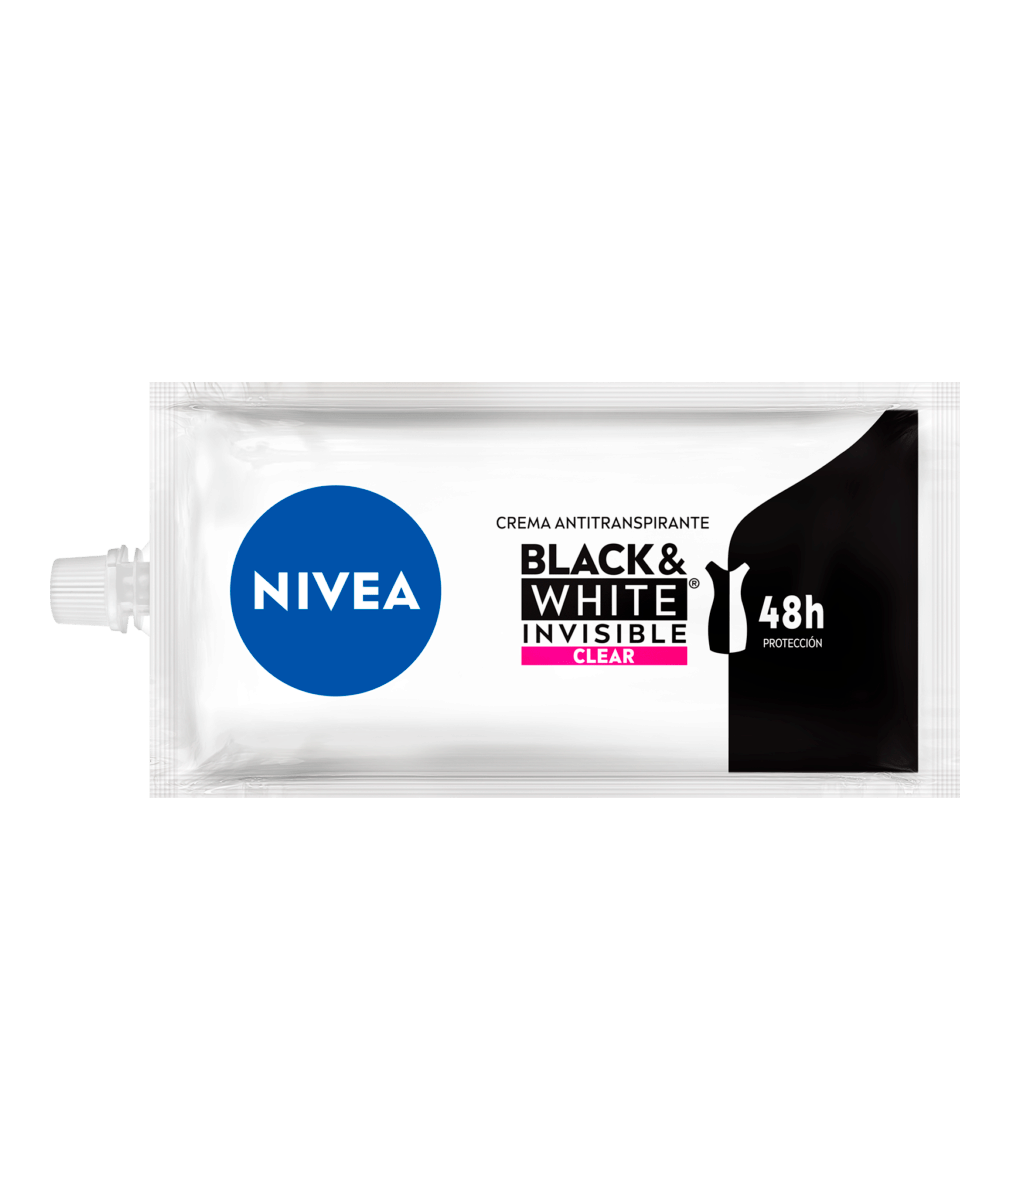 NIVEA
CREMA ANTITRANSPIRANTE
BLACK &
WHITE®
INVISIBLE
CLEAR
48h
PROTECCIÓN